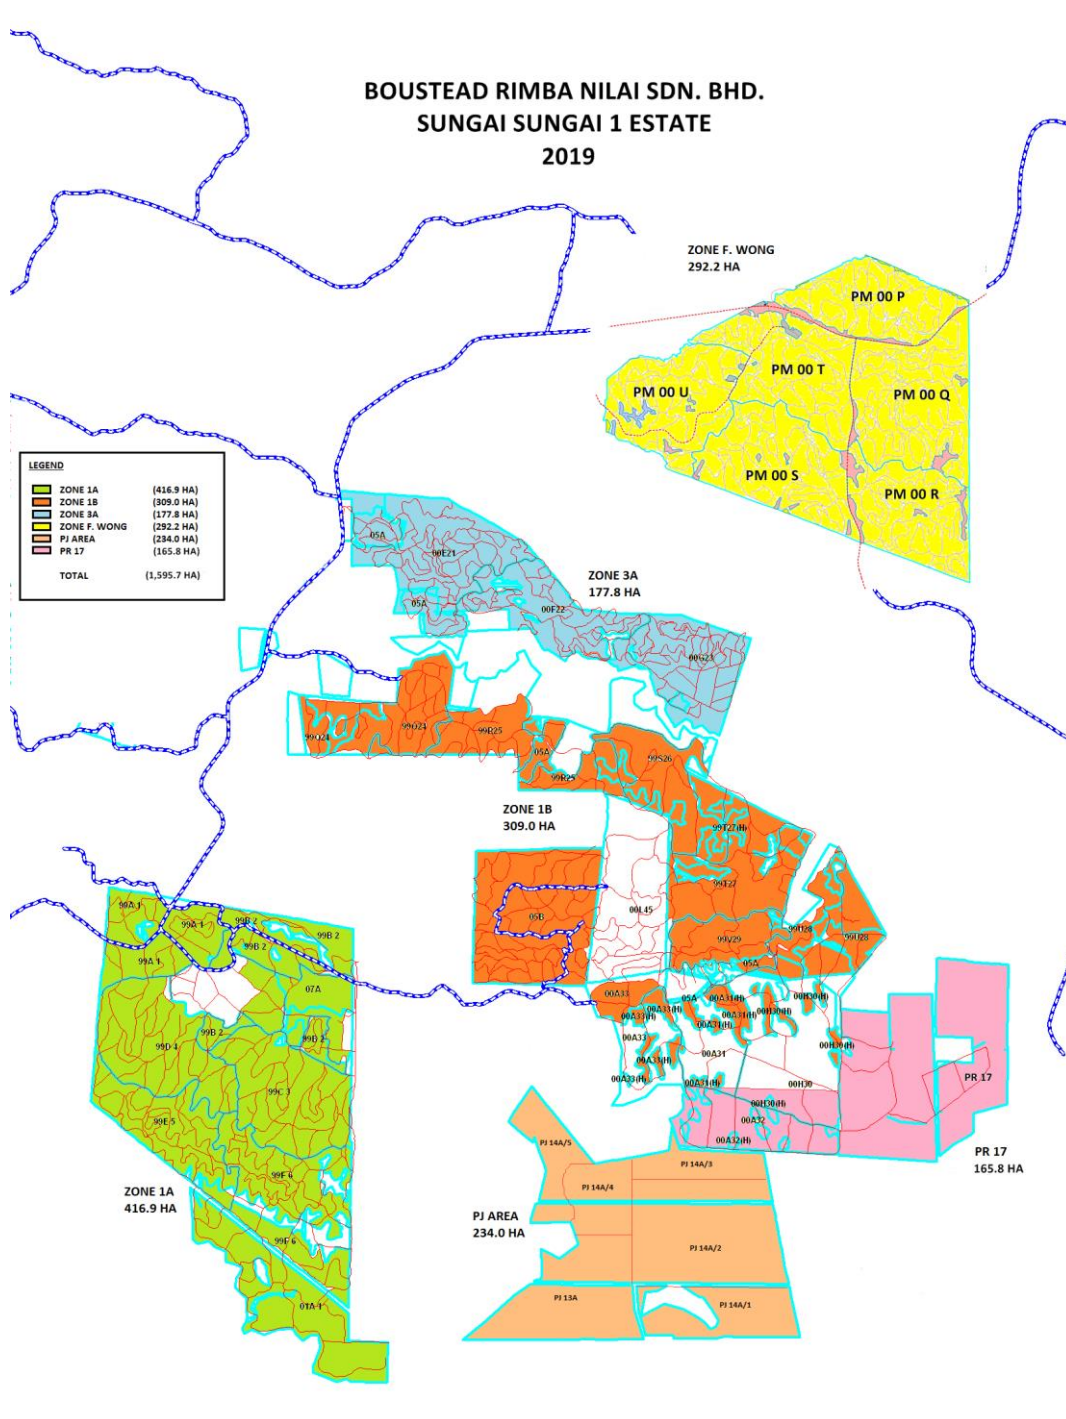 BOUSTEAD RIMBA NILAI SDN. BHD.
SUNGAI SUNGAI 1 ESTATE
2019
ZONE F. WONG
292.2 HA
PM 00 P
PM 00 T
PM 00 U
PM 00 Q
PM 00 S
PM 00 R
LEGEND
ZONE 1A (416.9 HA)
ZONE 1B (309.0 HA)
ZONE 3A (177.8 HA)
ZONE F. WONG (292.2 HA)
PJ AREA (234.0 HA)
PR 17 (165.8 HA)
TOTAL (1,595.7 HA)
05A
00E21
ZONE 3A
177.8 HA
05A
00F22
00G23
99Q24
99R25
05A
99S26
99R25
ZONE 1B
309.0 HA
99T27(H)
99T27
05B
00L45
99U28
99U28
99V29
05A
99A 1
99A 1
99B 2
99B 2
99B 2
99A 1
07A
99B 2
99B 2
99D 4
99C 3
99E 5
99F 6
ZONE 1A
416.9 HA
99F 6
01A 1
00A33
00A33(H)
00A33(H)
05A
00A31(H)
00H30(H)
00A31(H)
00H30(H)
00A31(H)
00A33
00A33(H)
00A31
00H30(H)
00A33(H)
00A31(H)
00H30
00H30(H)
00A32
00A32(H)
PR 17
PR 17
165.8 HA
PJ 14A/5
PJ 14A/3
PJ 14A/4
PJ AREA
234.0 HA
PJ 14A/2
PJ 13A
PJ 14A/1